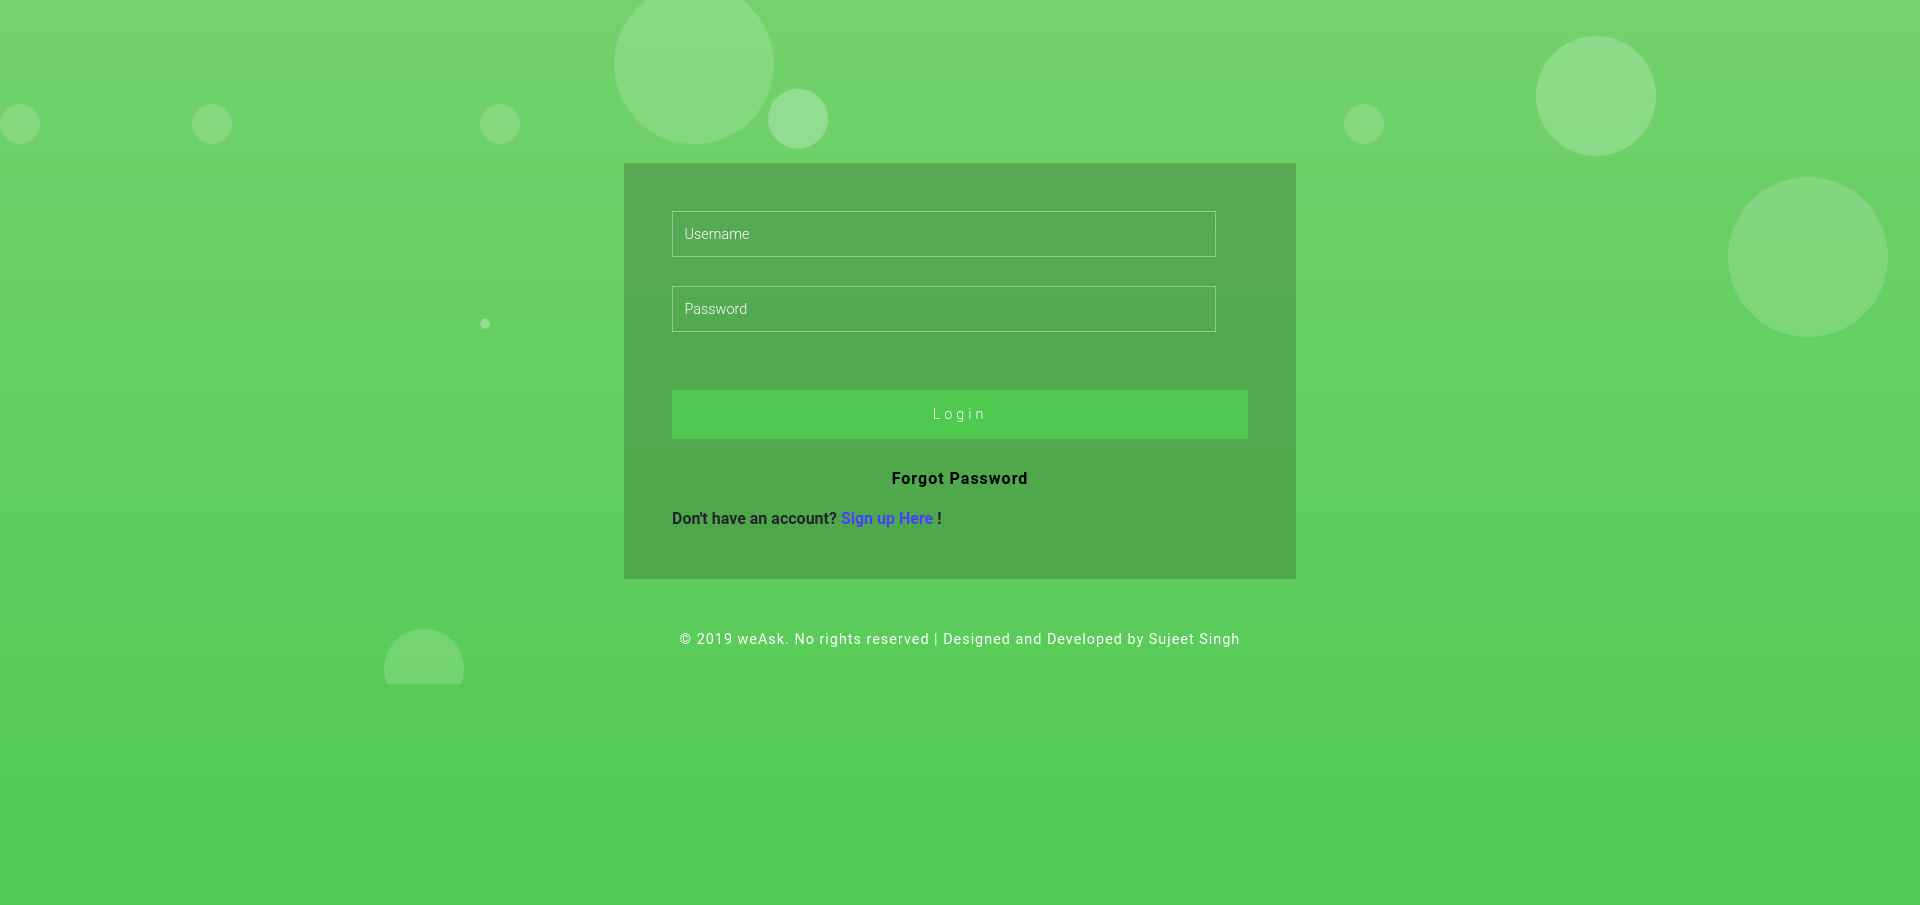 Username
Password
Login
Forgot Password
Don't have an account? Sign up Here !
© 2019 weAsk. No rights reserved | Designed and Developed by Sujeet Singh